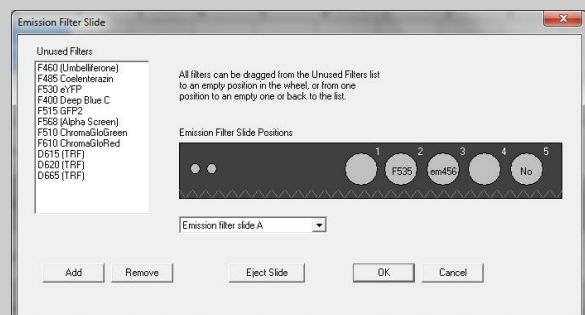 Emission Filter Slide
Unused Filters
F460 (Umbelliferone)
F485 Coelenterazin
F530 eYFP
F400 Deep Blue C
F515 GFP2
F568 (Alpha Screen)
F510 ChromaGloGreen
F610 ChromaGloRed
D615 (TRF)
D620 (TRF)
D665 (TRF)
All filters can be dragged from the Unused Filters list
to an empty position in the wheel, or from one
position to an empty one or back to the list.
Emission Filter Slide Positions
1 2 3 4 5
F535 em456 No
Emission filter slide A
Add Remove Eject Slide OK Cancel